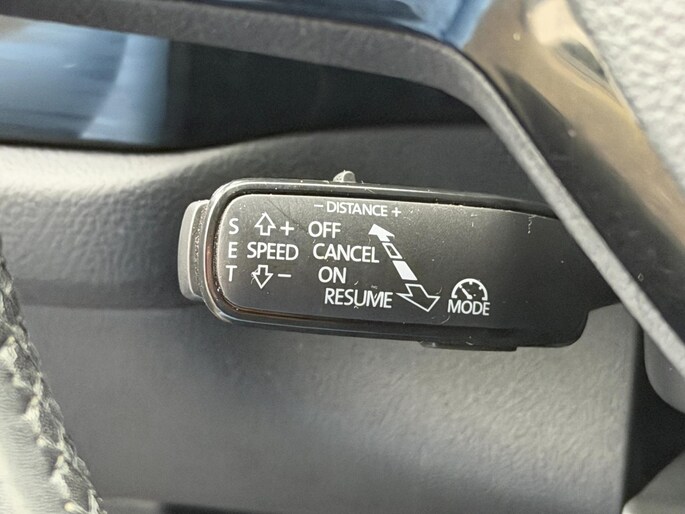 - DISTANCE +
S + OFF
E SPEED CANCEL
T - ON
RESUME
MODE